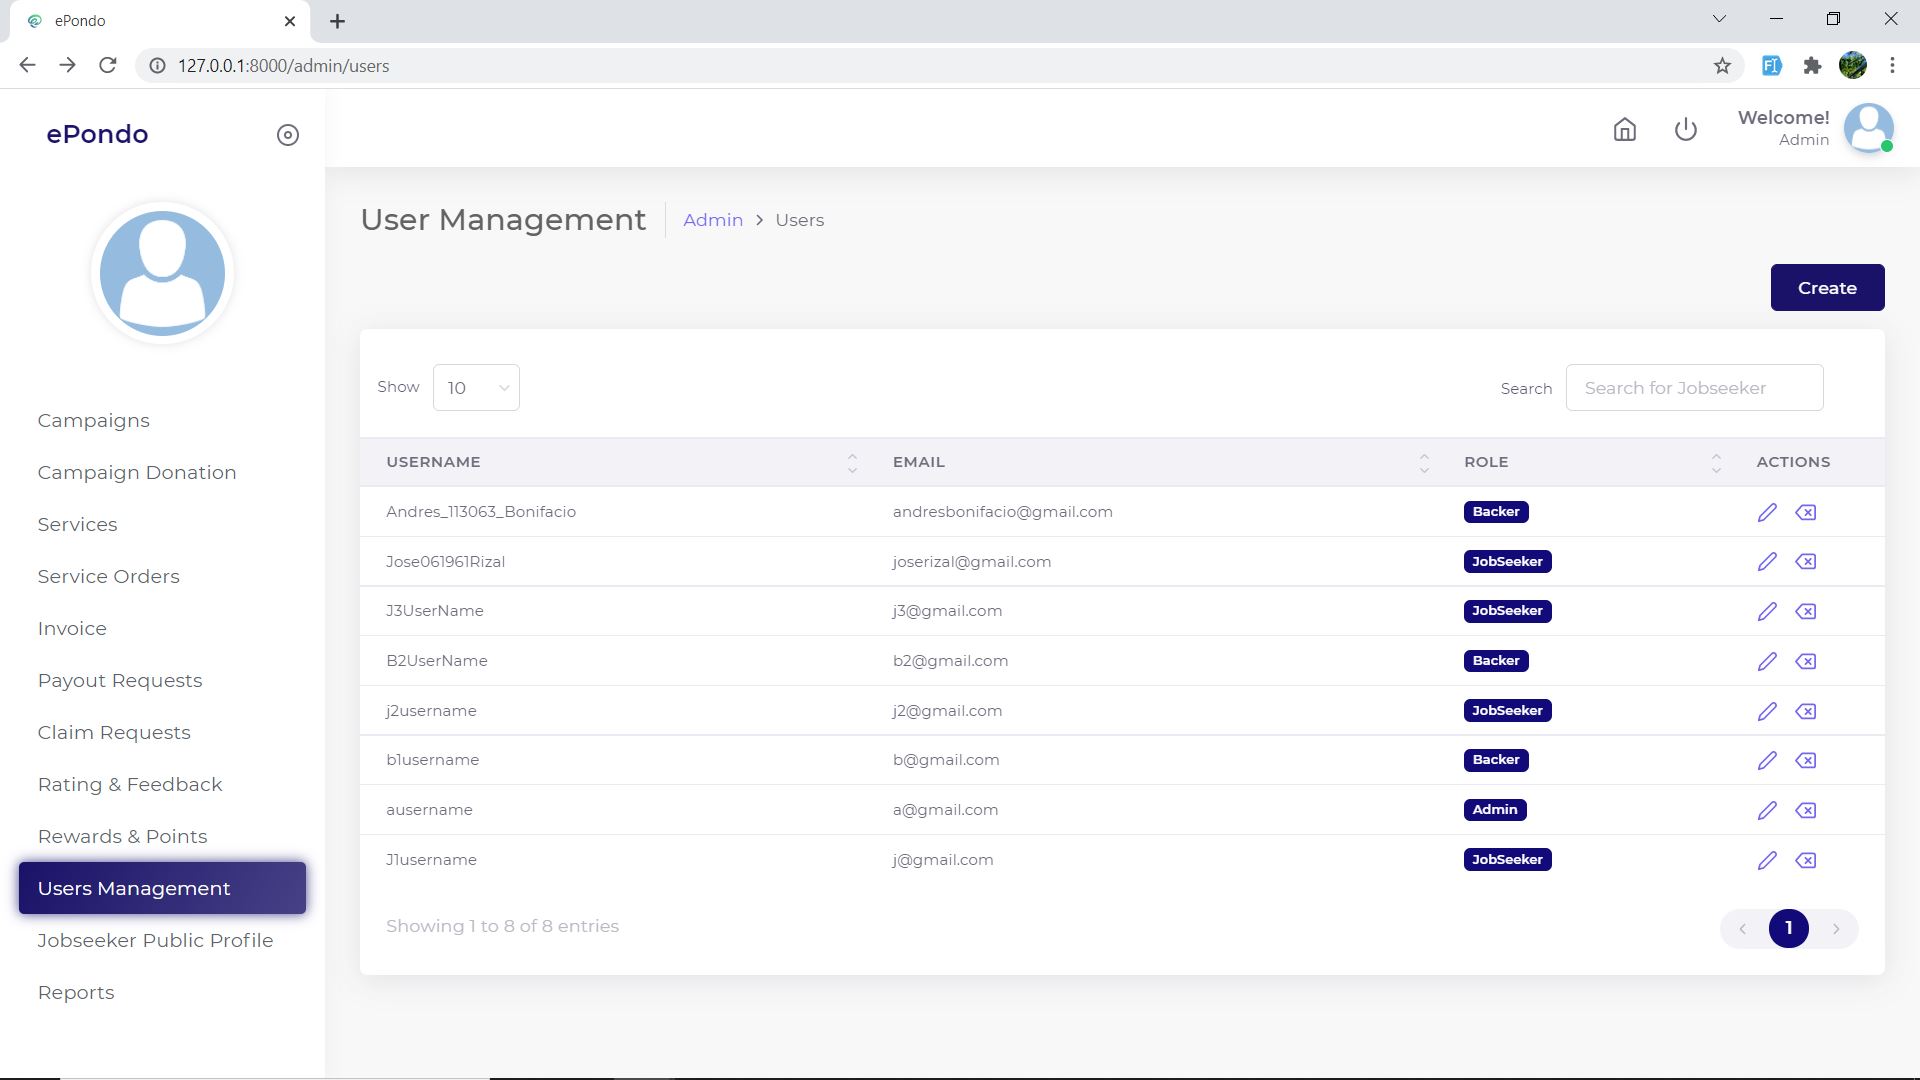 ePondo
127.0.0.1:8000/admin/users
ePondo
Welcome!
Admin
User Management
Admin > Users
Create
Show 10
Search Search for Jobseeker
USERNAME EMAIL ROLE ACTIONS
Andres_113063_Bonifacio andresbonifacio@gmail.com Backer
Jose061961Rizal joserizal@gmail.com JobSeeker
J3UserName j3@gmail.com JobSeeker
B2UserName b2@gmail.com Backer
j2username j2@gmail.com JobSeeker
b1username b@gmail.com Backer
ausername a@gmail.com Admin
J1username j@gmail.com JobSeeker
Showing 1 to 8 of 8 entries
1
Campaigns
Campaign Donation
Services
Service Orders
Invoice
Payout Requests
Claim Requests
Rating & Feedback
Rewards & Points
Users Management
Jobseeker Public Profile
Reports